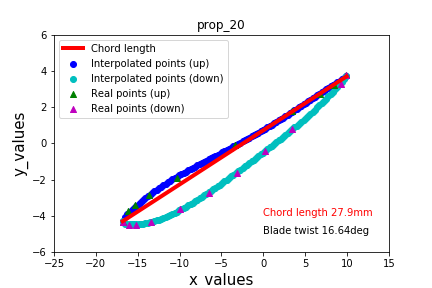 prop_20
Chord length
Interpolated points (up)
Interpolated points (down)
Real points (up)
Real points (down)
6
4
2
0
−2
−4
−6
y_values
Chord length 27.9mm
Blade twist 16.64deg
−25
−20
−15
−10
−5
0
5
10
15
x_values